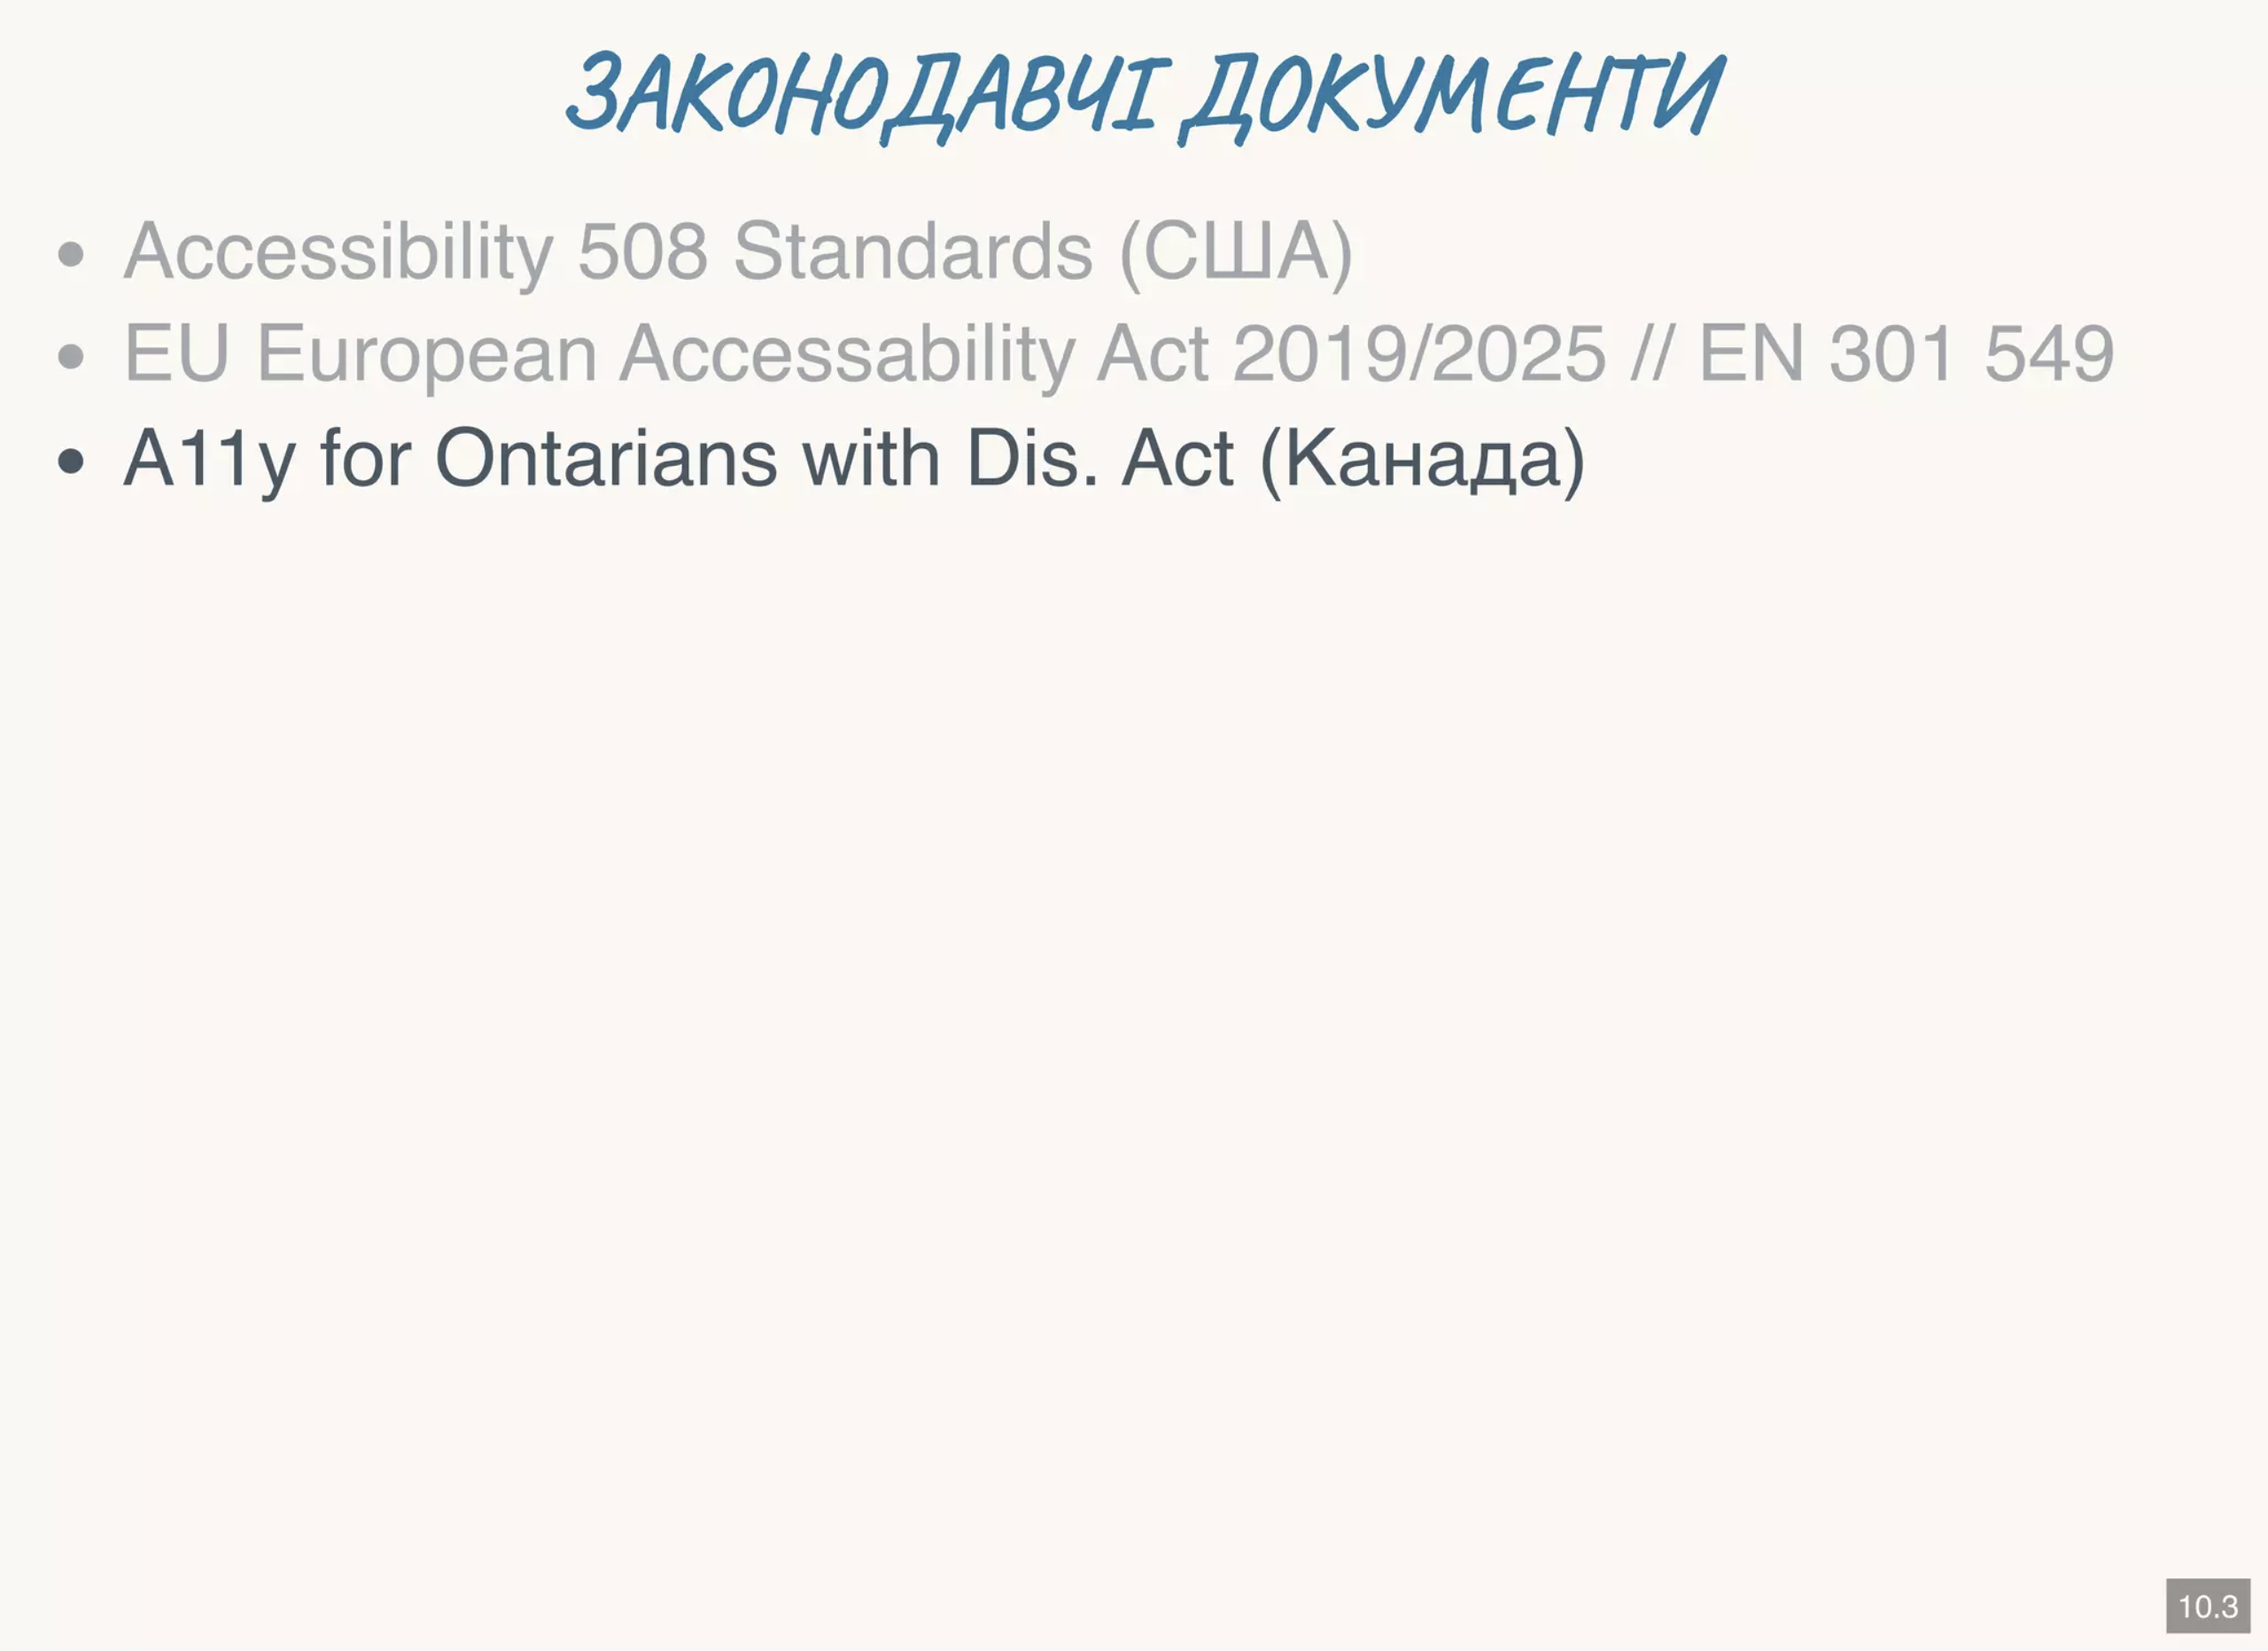 ЗАКОНОДАВЧІ ДОКУМЕНТИ
• Accessibility 508 Standards (США)
• EU European Accessability Act 2019/2025 // EN 301 549
• A11y for Ontarians with Dis. Act (Канада)
10.3